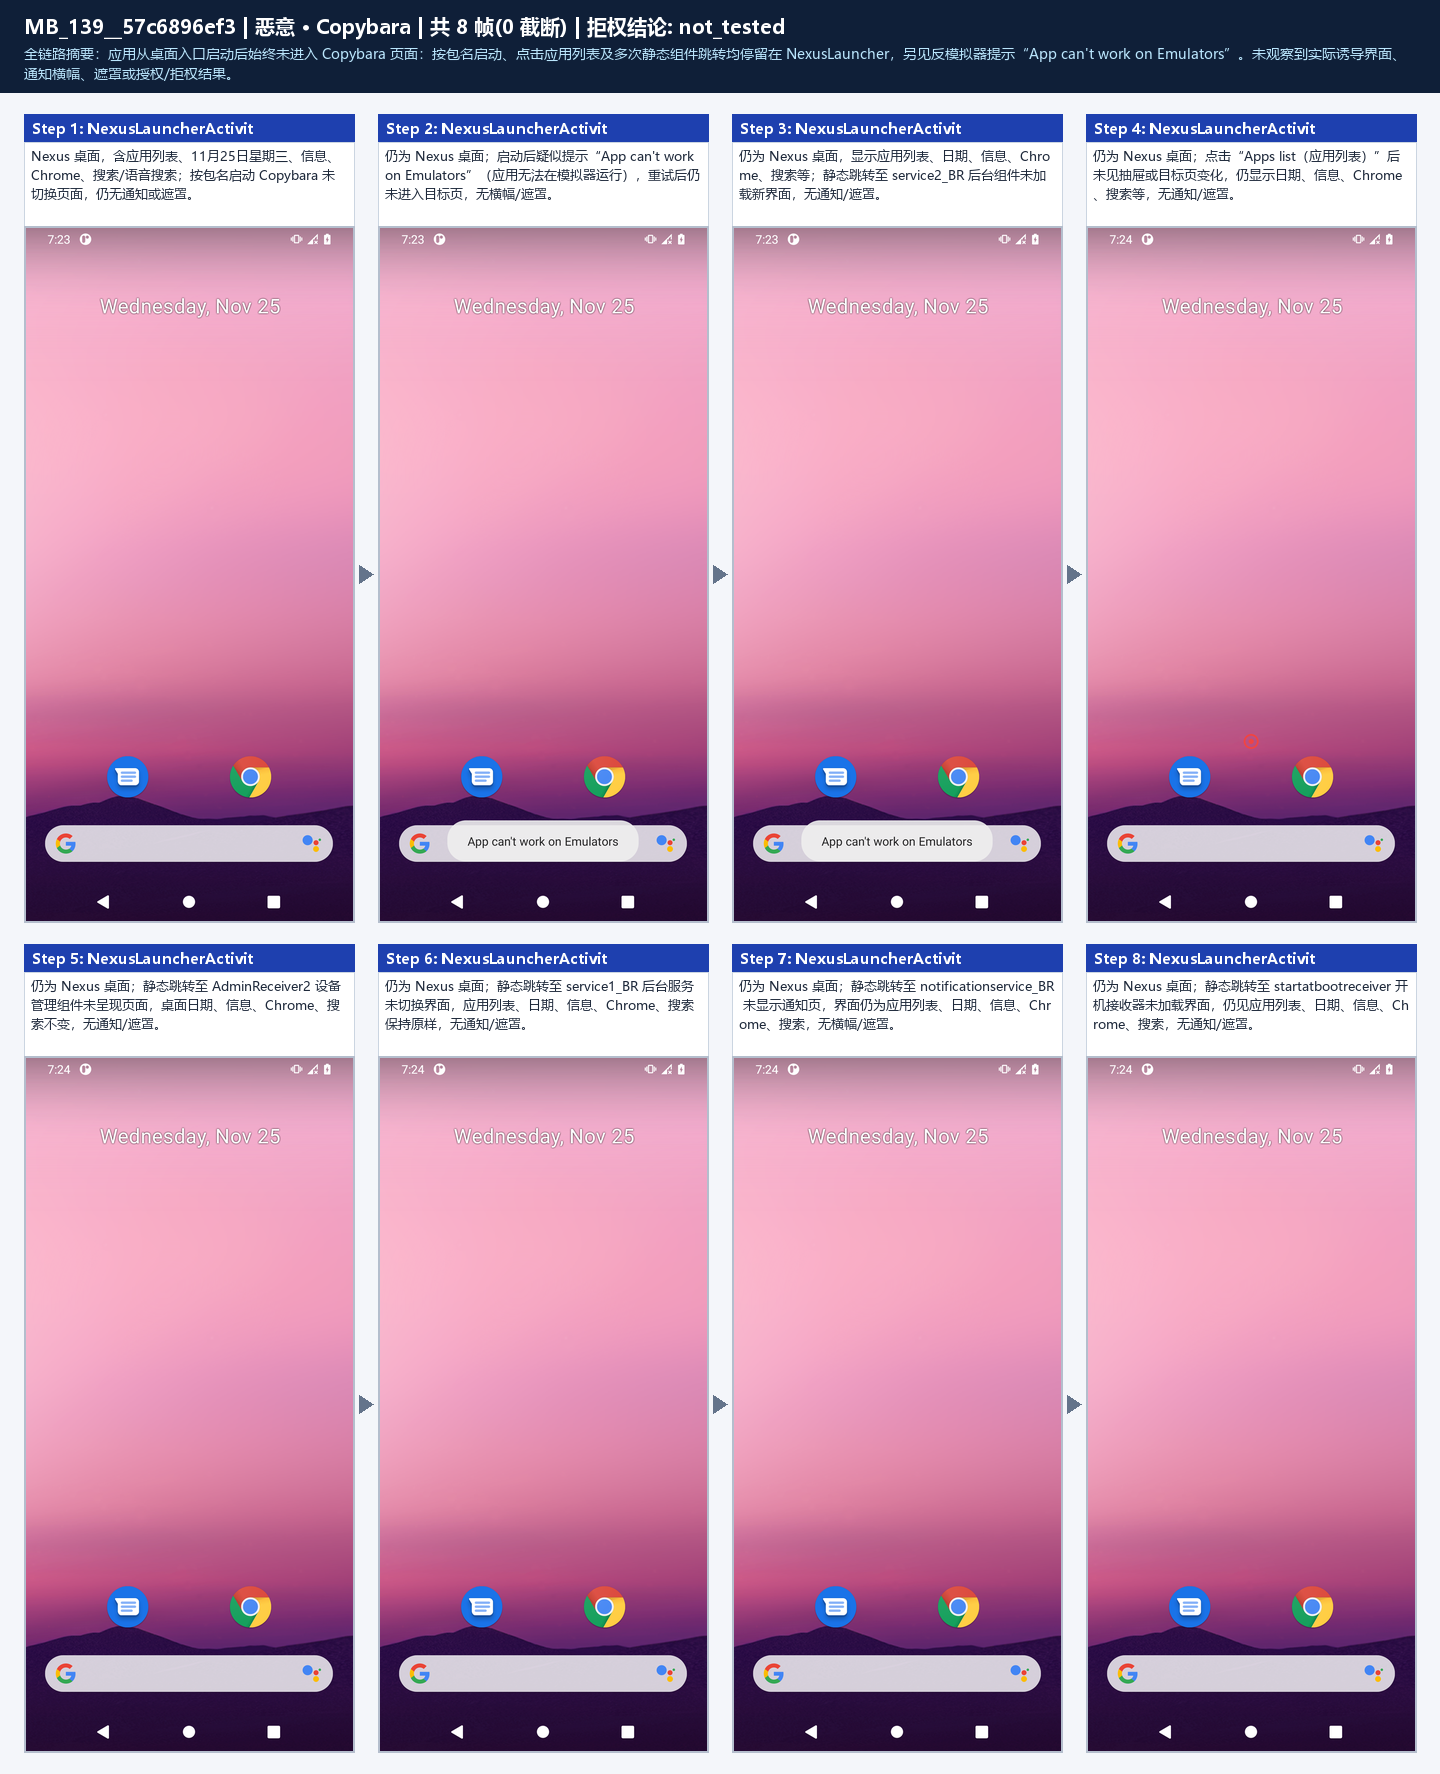 MB_139__57c6896ef3 | 恶意 • Copybara | 共 8 帧(0 截断) | 拒权结论: not_tested
全链路摘要：应用从桌面入口启动后始终未进入 Copybara 页面：按包名启动、点击应用列表及多次静态组件跳转均停留在 NexusLauncher，另见反模拟器提示“App can't work on Emulators”。未观察到实际诱导界面、
通知横幅、遮罩或授权/拒权结果。
Step 1: NexusLauncherActivit
Nexus 桌面，含应用列表、11月25日星期三、信息、
Chrome、搜索/语音搜索；按包名启动 Copybara 未
切换页面，仍无通知或遮罩。
7:23
Wednesday, Nov 25
Step 2: NexusLauncherActivit
仍为 Nexus 桌面；启动后疑似提示“App can't work
on Emulators”（应用无法在模拟器运行），重试后仍
未进入目标页，无横幅/遮罩。
7:23
Wednesday, Nov 25
App can't work on Emulators
Step 3: NexusLauncherActivit
仍为 Nexus 桌面，显示应用列表、日期、信息、Chro
me、搜索等；静态跳转至 service2_BR 后台组件未加
载新界面，无通知/遮罩。
7:23
Wednesday, Nov 25
App can't work on Emulators
Step 4: NexusLauncherActivit
仍为 Nexus 桌面；点击“Apps list（应用列表）”后
未见抽屉或目标页变化，仍显示日期、信息、Chrome
、搜索等，无通知/遮罩。
7:24
Wednesday, Nov 25
Step 5: NexusLauncherActivit
仍为 Nexus 桌面；静态跳转至 AdminReceiver2 设备
管理组件未呈现页面，桌面日期、信息、Chrome、搜
索不变，无通知/遮罩。
7:24
Wednesday, Nov 25
Step 6: NexusLauncherActivit
仍为 Nexus 桌面；静态跳转至 service1_BR 后台服务
未切换界面，应用列表、日期、信息、Chrome、搜索
保持原样，无通知/遮罩。
7:24
Wednesday, Nov 25
Step 7: NexusLauncherActivit
仍为 Nexus 桌面；静态跳转至 notificationservice_BR
未显示通知页，界面仍为应用列表、日期、信息、Chr
ome、搜索，无横幅/遮罩。
7:24
Wednesday, Nov 25
Step 8: NexusLauncherActivit
仍为 Nexus 桌面；静态跳转至 startatbootreceiver 开
机接收器未加载界面，仍见应用列表、日期、信息、Ch
rome、搜索，无通知/遮罩。
7:24
Wednesday, Nov 25